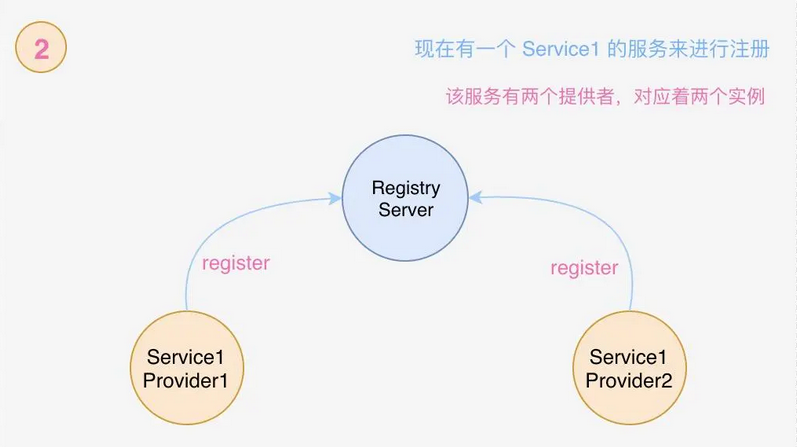 2
现在有一个 Service1 的服务来进行注册
该服务有两个提供者，对应着两个实例
Registry
Server
register
register
Service1
Provider1
Service1
Provider2